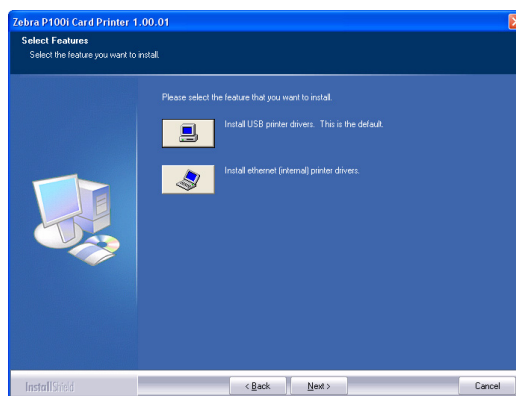 Zebra P100i Card Printer 1.00.01
Select Features
Select the feature you want to install.
Please select the feature that you want to install.
Install USB printer drivers. This is the default.
Install ethernet (internal) printer drivers.
InstallShield
< Back
Next >
Cancel